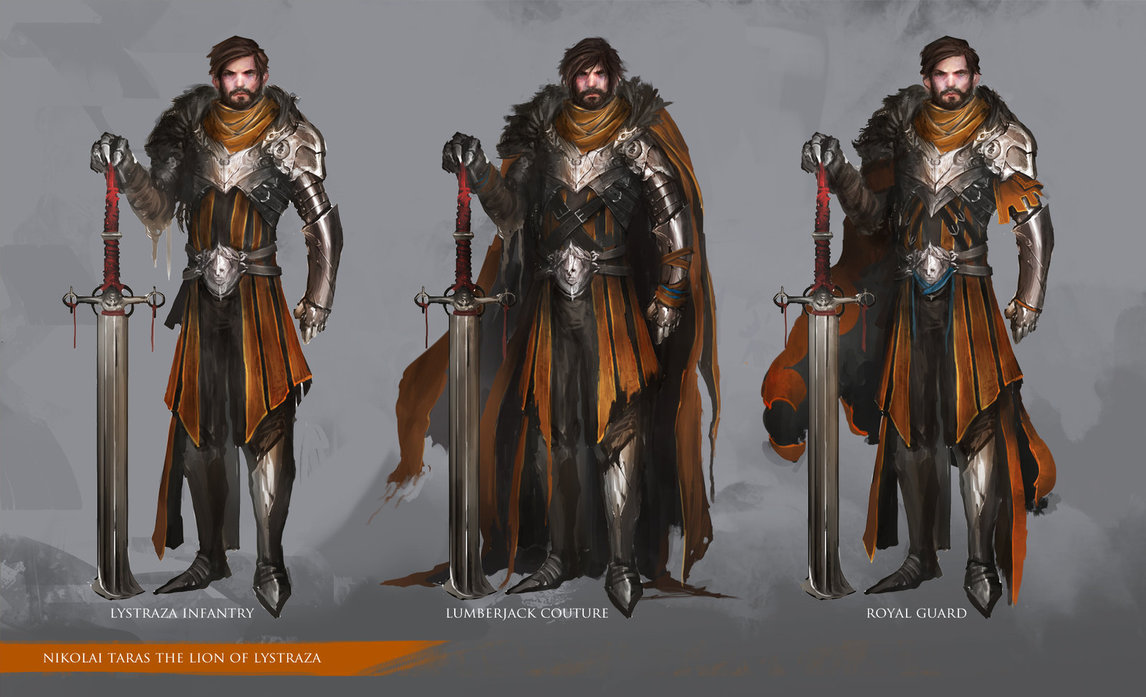 LYSTRAZA INFANTRY
LUMBERJACK COUTURE
ROYAL GUARD
NIKOLAI TARAS THE LION OF LYSTRAZA